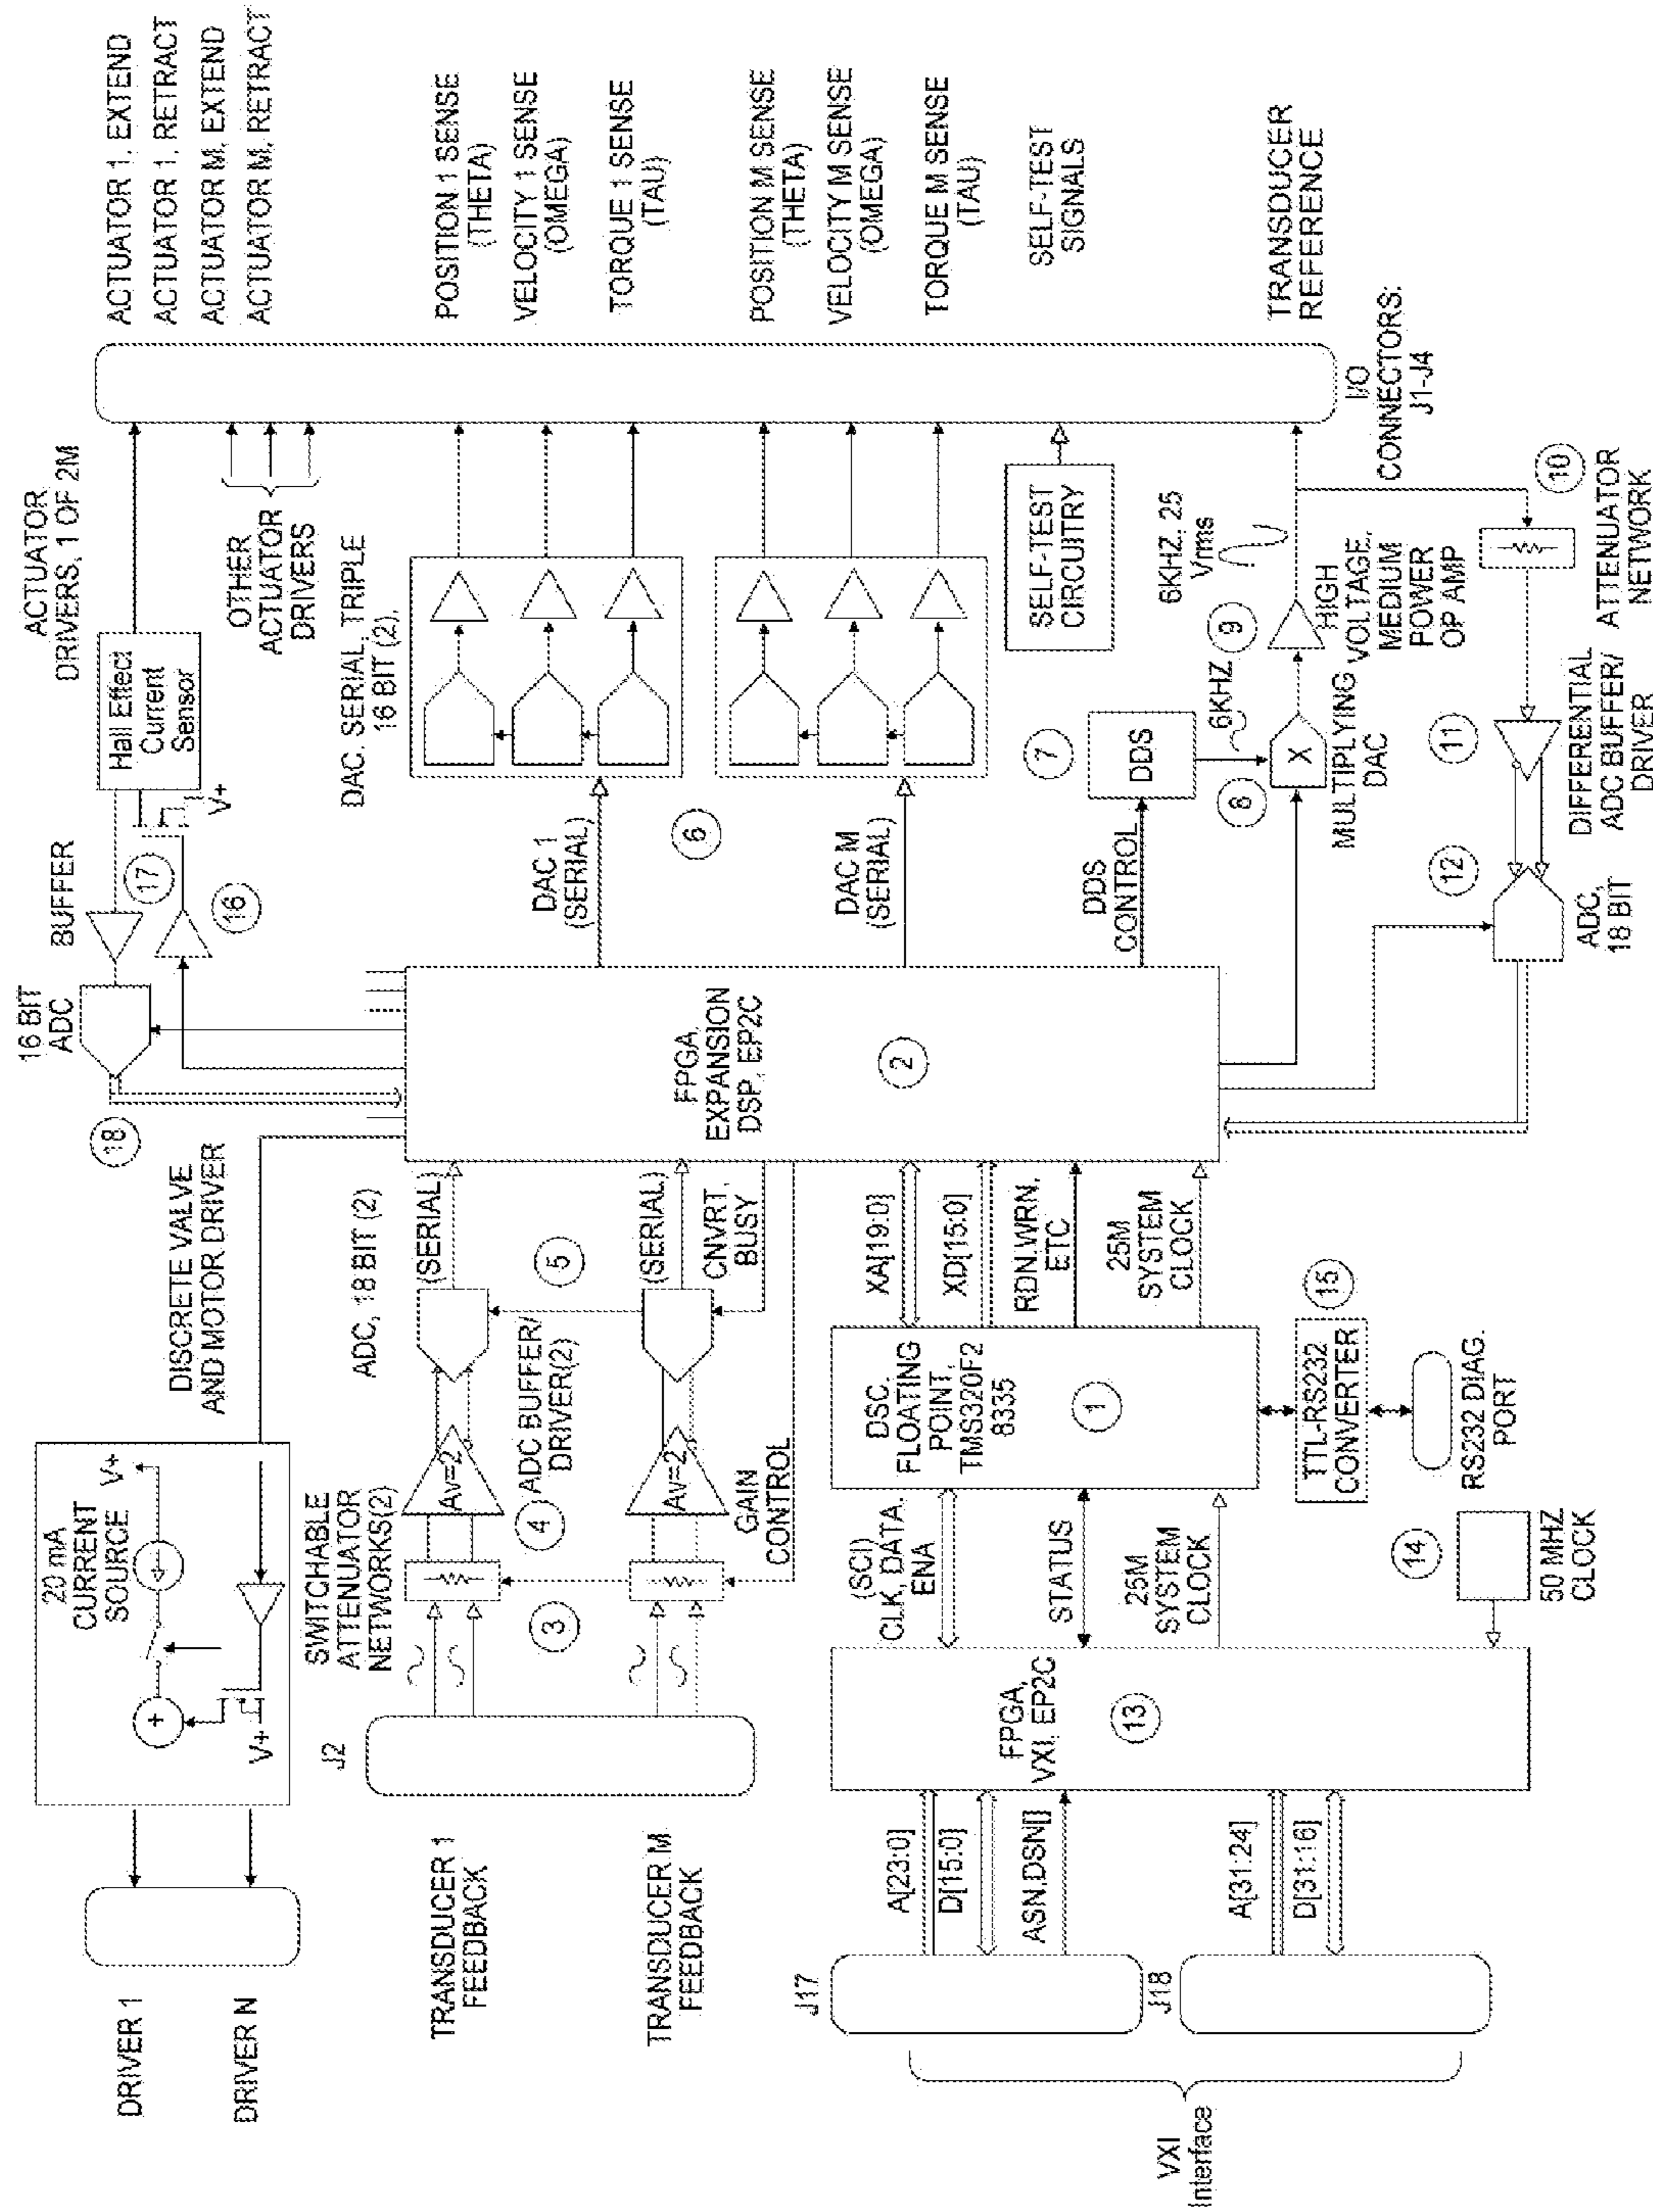 DRIVER 1
DRIVER N
20 mA
CURRENT
SOURCE
V+
+
V+
DISCRETE VALVE
AND MOTOR DRIVER
18
16 BIT
ADC
BUFFER
17
16
V+
Hall Effect
Current
Sensor
ACTUATOR
DRIVERS, 1 OF 2M
OTHER
ACTUATOR
DRIVERS
ACTUATOR 1, EXTEND
ACTUATOR 1, RETRACT
ACTUATOR M, EXTEND
ACTUATOR M, RETRACT
TRANSDUCER 1
FEEDBACK
TRANSDUCER M
FEEDBACK
J2
SWITCHABLE
ATTENUATOR
NETWORKS(2)
3
4
Av=2
Av=2
ADC BUFFER/
DRIVER(2)
ADC, 18 BIT (2)
5
(SERIAL)
(SERIAL)
CNVRT,
BUSY
GAIN
CONTROL
FPGA,
EXPANSION
DSP, EP2C
2
DAC 1
(SERIAL)
DAC M
(SERIAL)
6
DAC, SERIAL, TRIPLE
16 BIT (2),
POSITION 1 SENSE
(THETA)
VELOCITY 1 SENSE
(OMEGA)
TORQUE 1 SENSE
(TAU)
POSITION M SENSE
(THETA)
VELOCITY M SENSE
(OMEGA)
TORQUE M SENSE
(TAU)
SELF-TEST
CIRCUITRY
SELF-TEST
SIGNALS
DDS
CONTROL
7
DDS
6KHZ
8
X
MULTIPLYING
DAC
9
HIGH
VOLTAGE,
MEDIUM
POWER
OP AMP
6KHZ, 25
Vrms
TRANSDUCER
REFERENCE
I/O
CONNECTORS:
J1-J4
10
ATTENUATOR
NETWORK
11
DIFFERENTIAL
ADC BUFFER/
DRIVER
12
ADC,
18 BIT
VXI
Interface
J17
J18
A[23:0]
D[15:0]
ASN,DSN[]
A[31:24]
D[31:16]
FPGA,
VXI, EP2C
13
(SCI)
CLK, DATA,
ENA
STATUS
25M
SYSTEM
CLOCK
14
50 MHZ
CLOCK
DSC,
FLOATING
POINT,
TMS320F2
8335
1
XA[19:0]
XD[15:0]
RDN,WRN,
ETC
25M
SYSTEM
CLOCK
TTL-RS232
CONVERTER
15
RS232 DIAG.
PORT